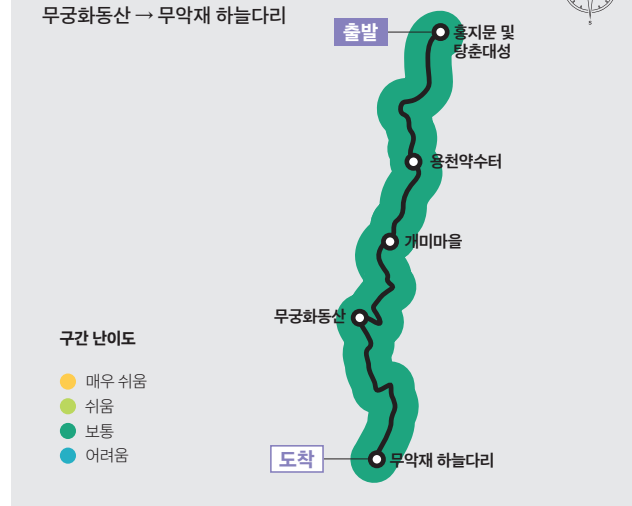 무궁화동산 → 무악재 하늘다리
출발
홍지문 및
탕춘대성
용천약수터
개미마을
무궁화동산
구간 난이도
매우 쉬움
쉬움
보통
어려움
도착
무악재 하늘다리
S